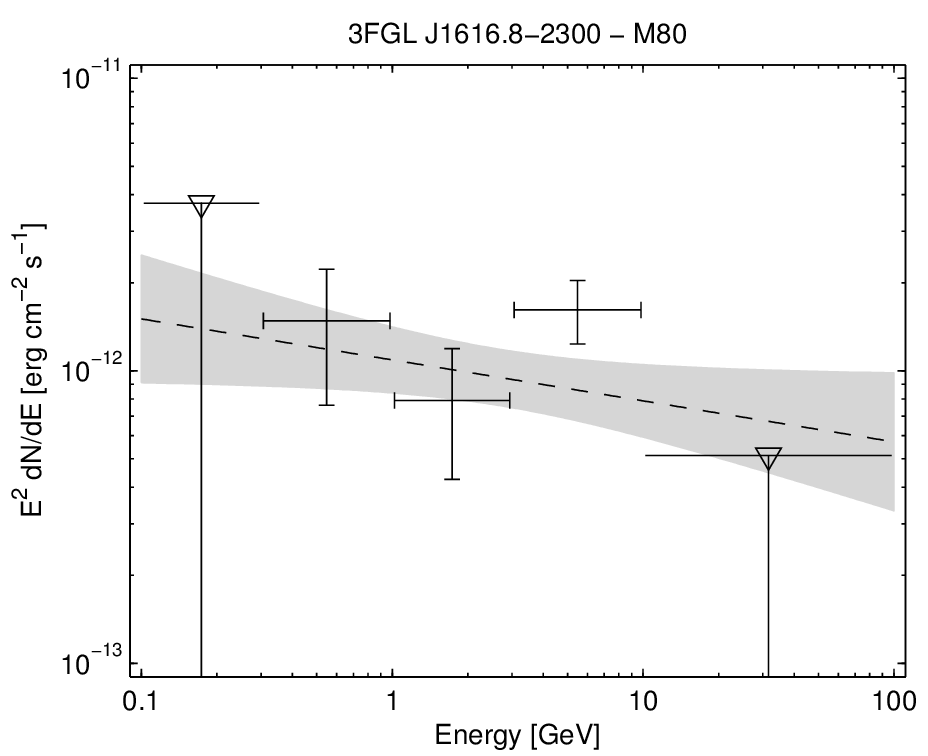 3FGL J1616.8−2300 − M80
10⁻¹¹
10⁻¹²
10⁻¹³
E² dN/dE [erg cm⁻² s⁻¹]
0.1 1 10 100
Energy [GeV]